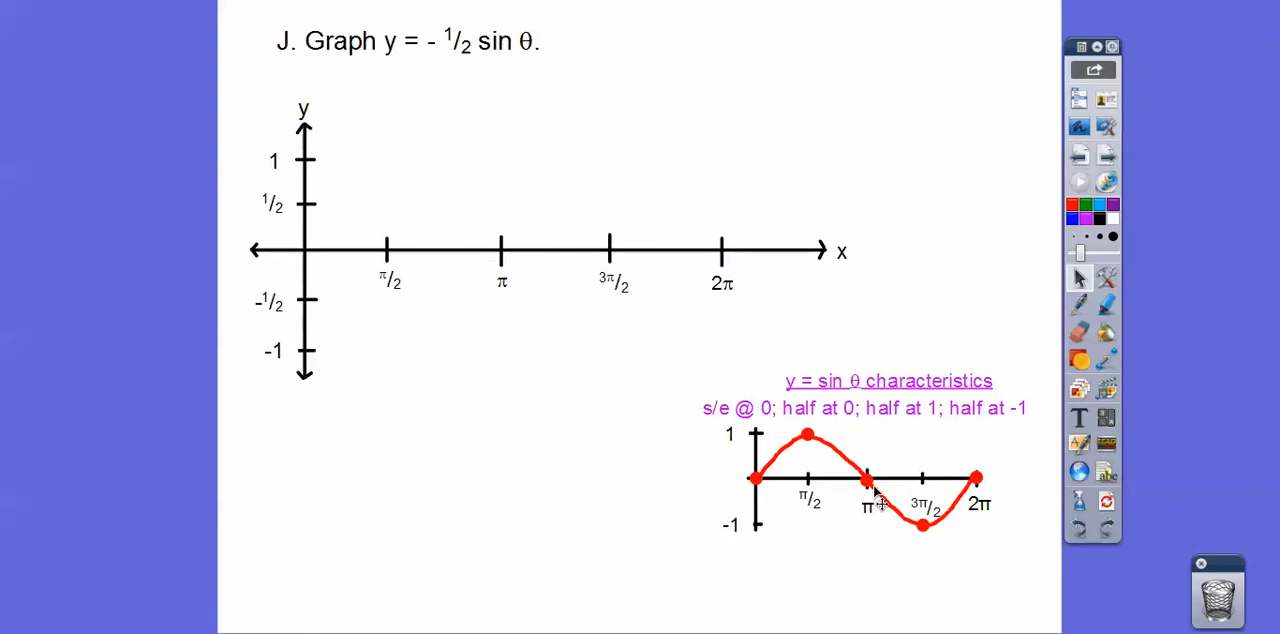 J. Graph y = - 1/2 sin θ.
y
1
1/2
x
π/2 π 3π/2 2π
-1/2
-1
y = sin θ characteristics
s/e @ 0; half at 0; half at 1; half at -1
1
π/2 π 3π/2 2π
-1
T
abc